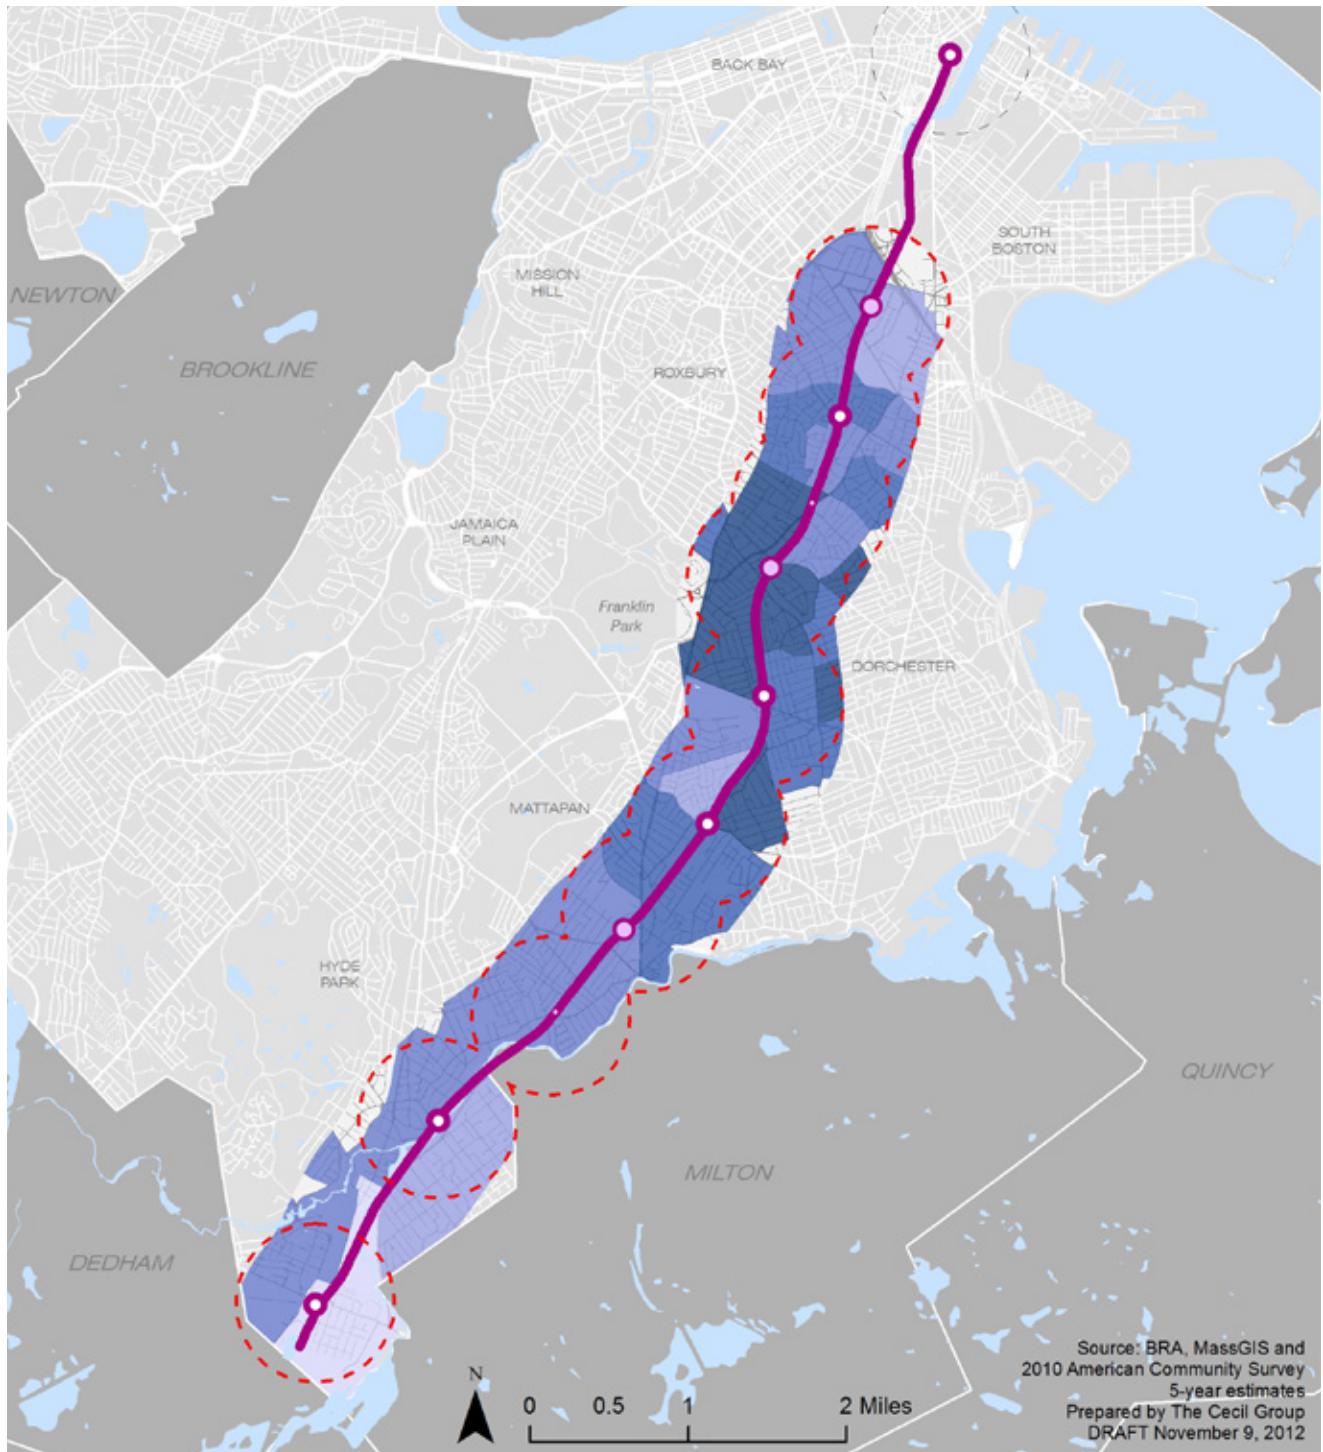 BACK BAY
SOUTH
BOSTON
MISSION
HILL
NEWTON
BROOKLINE
ROXBURY
JAMAICA
PLAIN
Franklin
Park
DORCHESTER
MATTAPAN
HYDE
PARK
QUINCY
MILTON
DEDHAM
Source: BRA, MassGIS and
2010 American Community Survey
5-year estimates
Prepared by The Cecil Group
DRAFT November 9, 2012
N
0 0.5 1 2 Miles